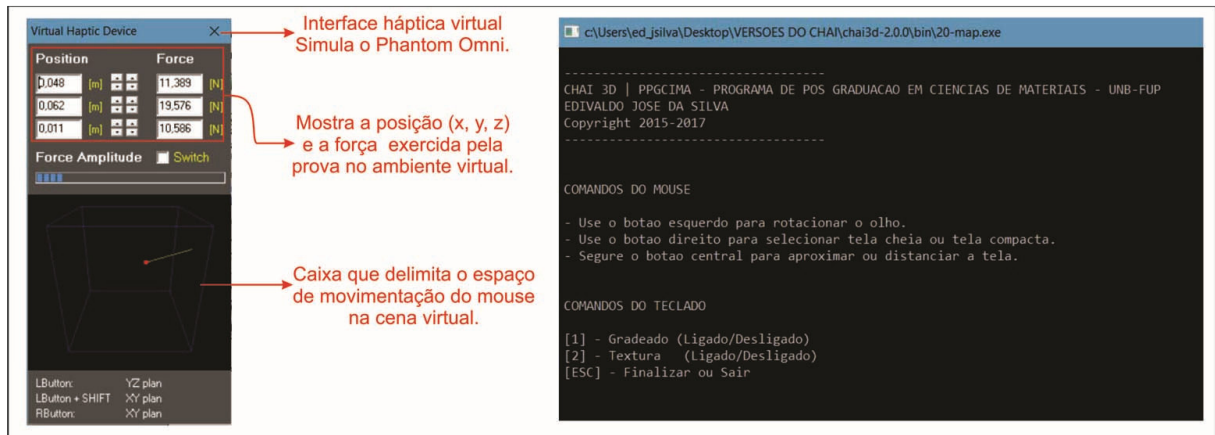 Virtual Haptic Device
Position Force
0,048 [m] 11,389 [N]
0,062 [m] 19,576 [N]
0,011 [m] 10,586 [N]
Force Amplitude Switch
LButton: YZ plan
LButton + SHIFT XY plan
RButton: XY plan
Interface háptica virtual
Simula o Phantom Omni.
Mostra a posição (x, y, z)
e a força exercida pela
prova no ambiente virtual.
Caixa que delimita o espaço
de movimentação do mouse
na cena virtual.
c:\Users\ed_jsilva\Desktop\VERSOES DO CHAI\chai3d-2.0.0\bin\20-map.exe
-----------------------------------
CHAI 3D | PPGCIMA - PROGRAMA DE POS GRADUACAO EM CIENCIAS DE MATERIAIS - UNB-FUP
EDIVALDO JOSE DA SILVA
Copyright 2015-2017
-----------------------------------
COMANDOS DO MOUSE
- Use o botao esquerdo para rotacionar o olho.
- Use o botao direito para selecionar tela cheia ou tela compacta.
- Segure o botao central para aproximar ou distanciar a tela.
COMANDOS DO TECLADO
[1] - Gradeado (Ligado/Desligado)
[2] - Textura (Ligado/Desligado)
[ESC] - Finalizar ou Sair